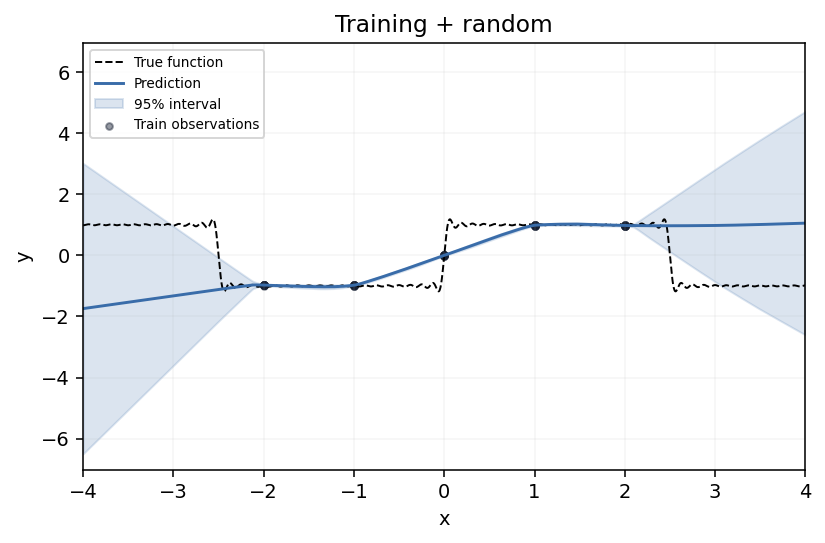 Training + random
True function
Prediction
95% interval
Train observations
6
4
2
0
−2
−4
−6
y
−4
−3
−2
−1
0
1
2
3
4
x